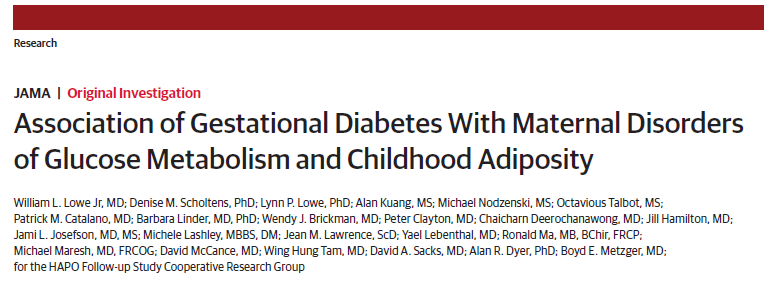 Research
JAMA | Original Investigation
Association of Gestational Diabetes With Maternal Disorders
of Glucose Metabolism and Childhood Adiposity
William L. Lowe Jr, MD; Denise M. Scholtens, PhD; Lynn P. Lowe, PhD; Alan Kuang, MS; Michael Nodzenski, MS; Octavious Talbot, MS;
Patrick M. Catalano, MD; Barbara Linder, MD, PhD; Wendy J. Brickman, MD; Peter Clayton, MD; Chaicharn Deerochanawong, MD; Jill Hamilton, MD;
Jami L. Josefson, MD, MS; Michele Lashley, MBBS, DM; Jean M. Lawrence, ScD; Yael Lebenthal, MD; Ronald Ma, MB, BChir, FRCP;
Michael Maresh, MD, FRCOG; David McCance, MD; Wing Hung Tam, MD; David A. Sacks, MD; Alan R. Dyer, PhD; Boyd E. Metzger, MD;
for the HAPO Follow-up Study Cooperative Research Group